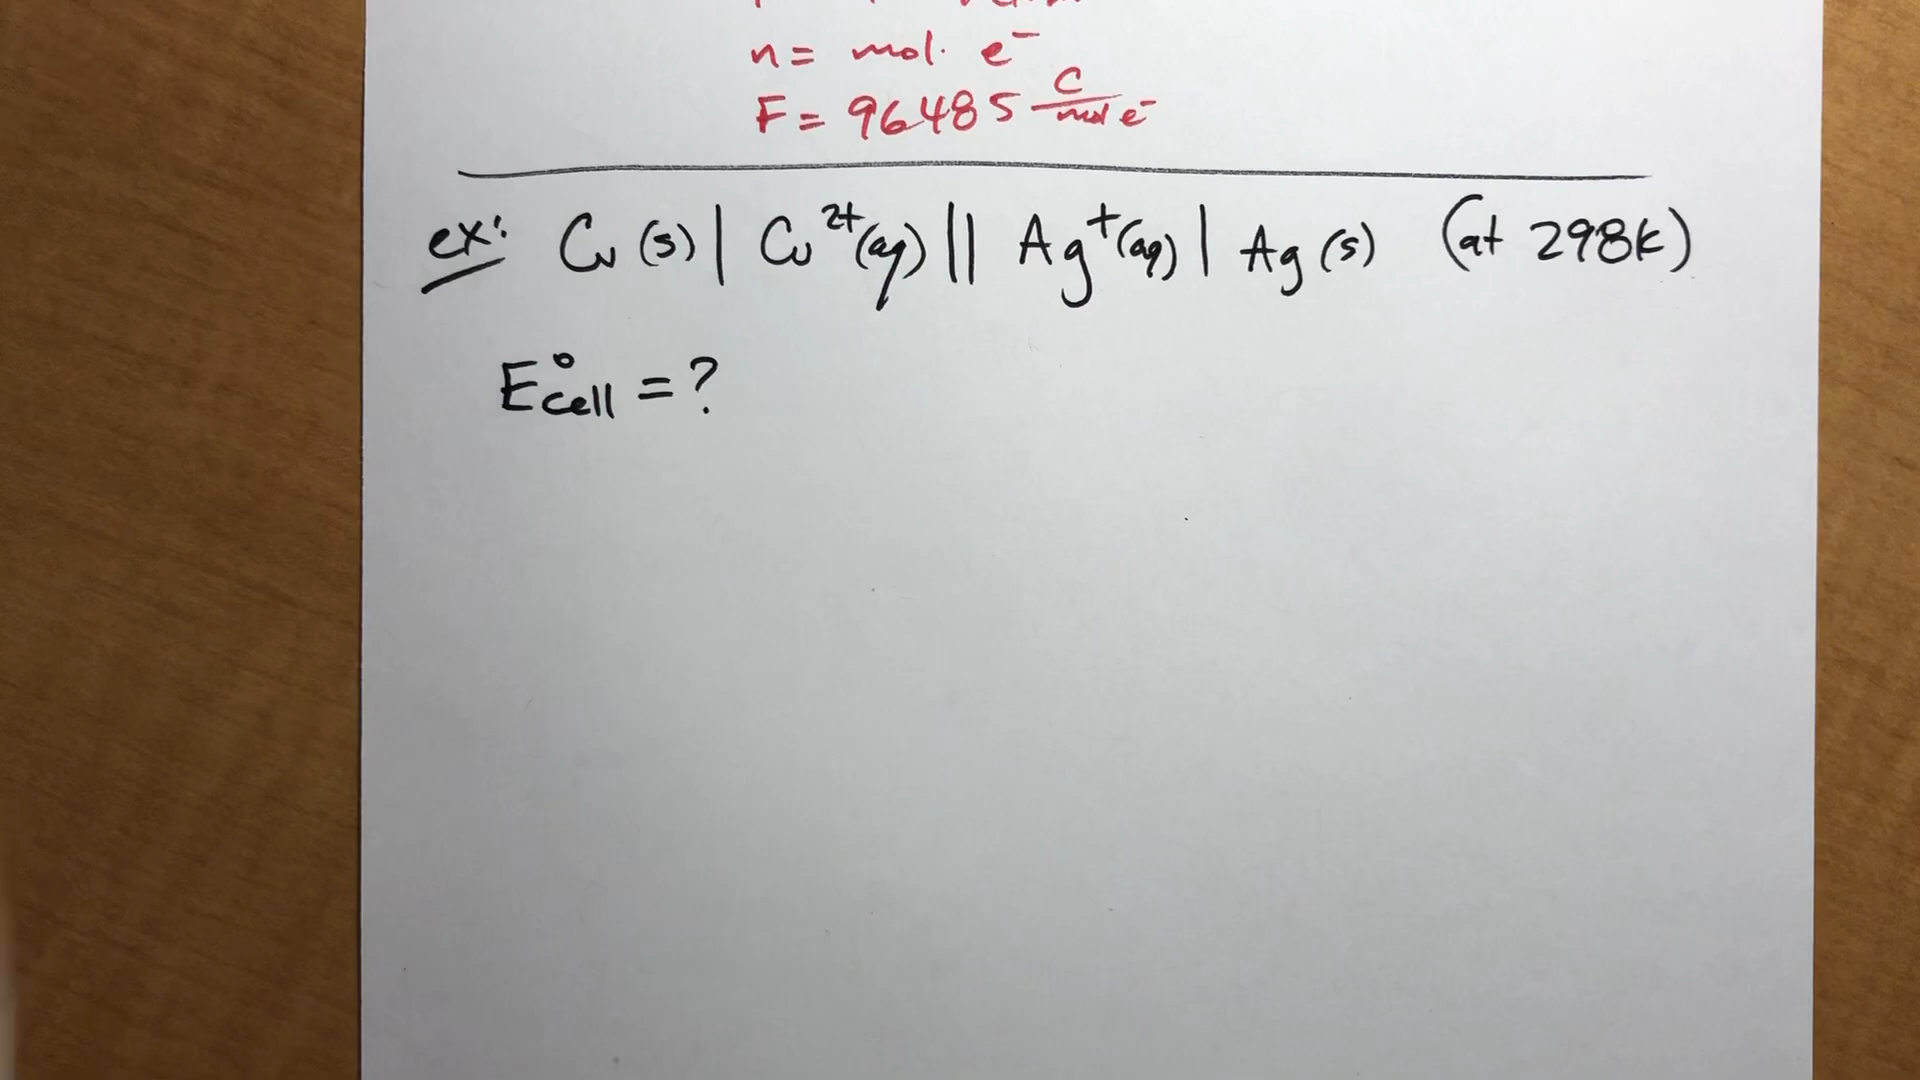 n = mol. e⁻
F = 96485 C/mol e⁻
ex: Cu (s) | Cu²⁺(aq) || Ag⁺(aq) | Ag (s) (at 298K)
E°cell = ?